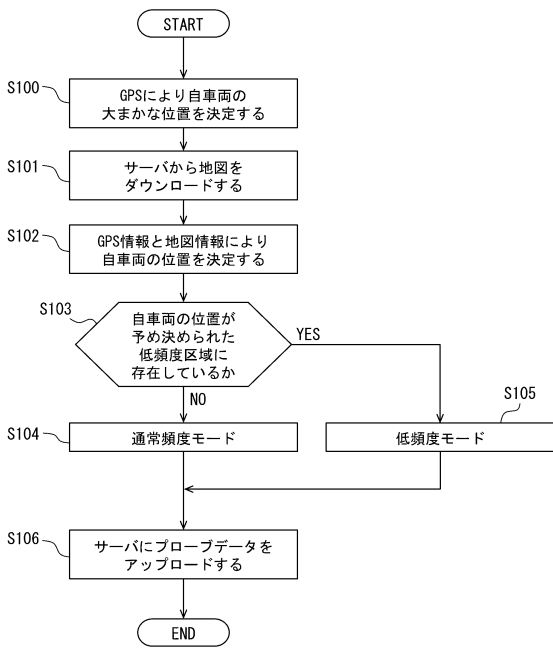 START
S100
GPSにより自車両の
大まかな位置を決定する
S101
サーバから地図を
ダウンロードする
S102
GPS情報と地図情報により
自車両の位置を決定する
S103
自車両の位置が
予め決められた
低頻度区域に
存在しているか
YES
NO
S104
通常頻度モード
S105
低頻度モード
S106
サーバにプローブデータを
アップロードする
END